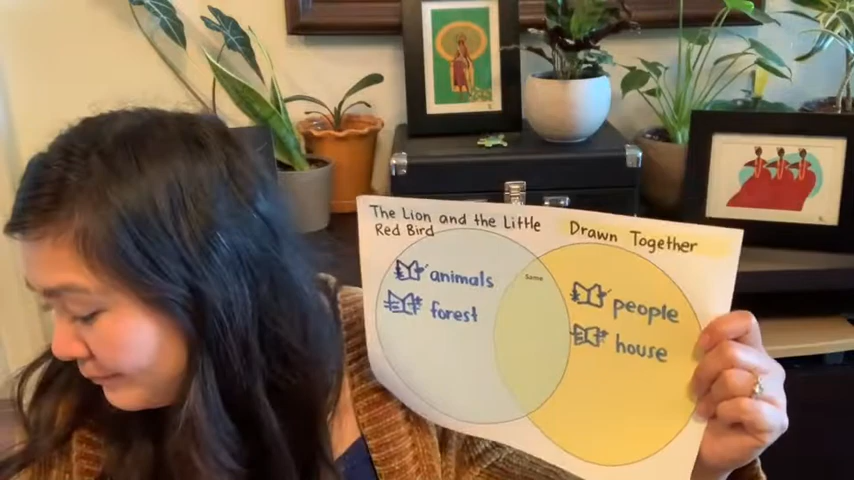 The Lion and the Little
Red Bird
Drawn Together
animals
forest
Same
people
house